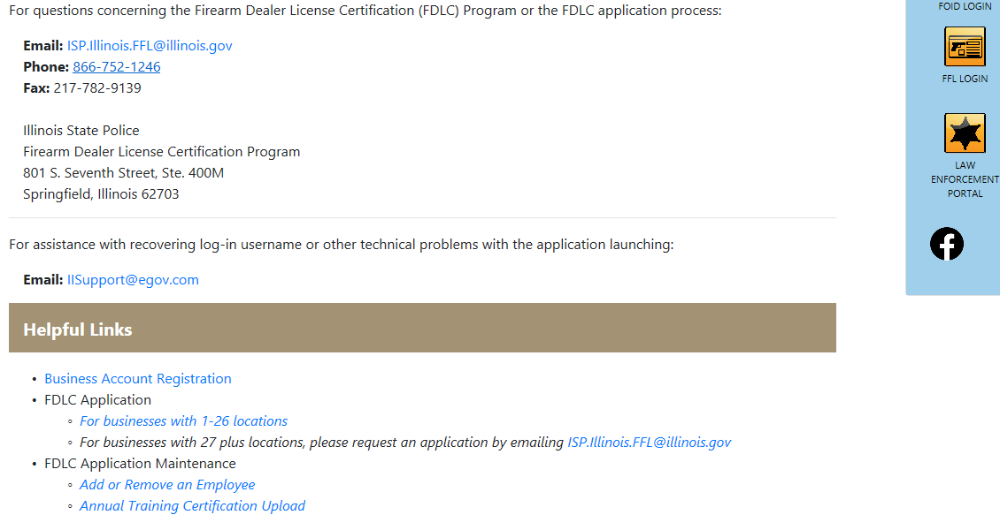 For questions concerning the Firearm Dealer License Certification (FDLC) Program or the FDLC application process:
Email: ISP.Illinois.FFL@illinois.gov
Phone: 866-752-1246
Fax: 217-782-9139
Illinois State Police
Firearm Dealer License Certification Program
801 S. Seventh Street, Ste. 400M
Springfield, Illinois 62703
For assistance with recovering log-in username or other technical problems with the application launching:
Email: IISupport@egov.com
Helpful Links
• Business Account Registration
• FDLC Application
◦ For businesses with 1-26 locations
◦ For businesses with 27 plus locations, please request an application by emailing ISP.Illinois.FFL@illinois.gov
• FDLC Application Maintenance
◦ Add or Remove an Employee
◦ Annual Training Certification Upload
FOID LOGIN
FFL LOGIN
LAW
ENFORCEMENT
PORTAL